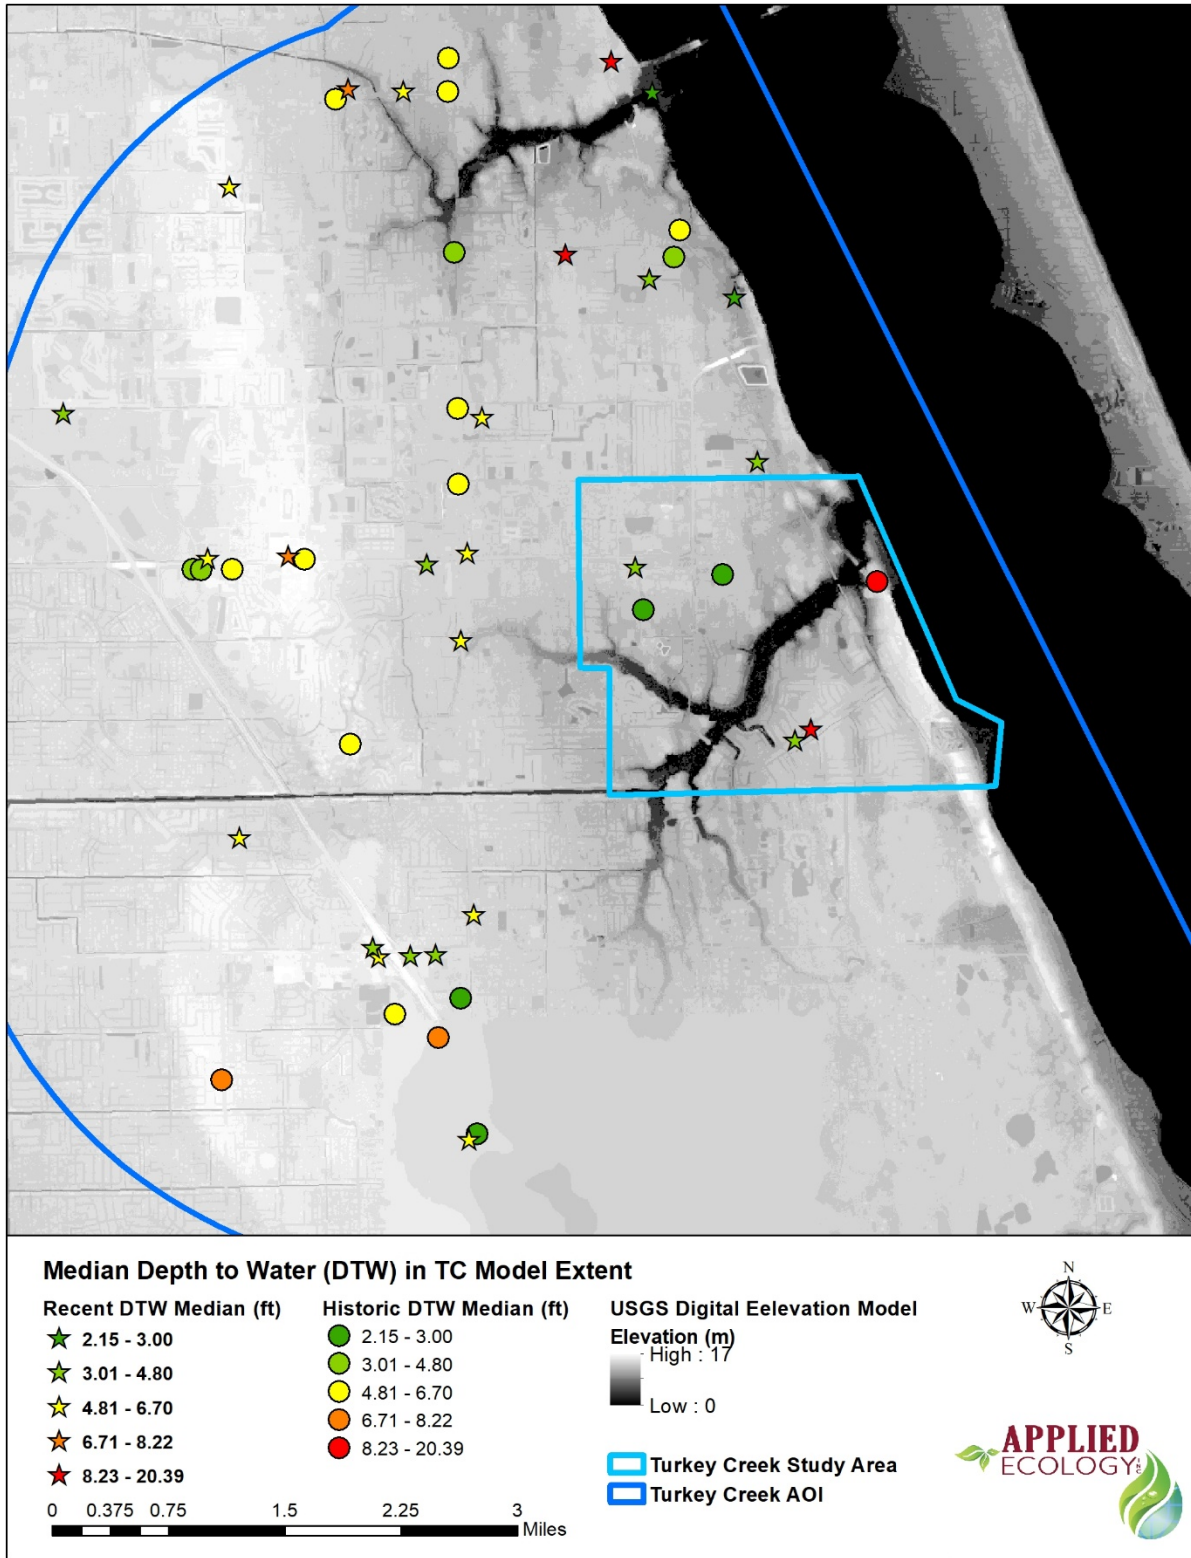 Median Depth to Water (DTW) in TC Model Extent
Recent DTW Median (ft)
2.15 - 3.00
3.01 - 4.80
4.81 - 6.70
6.71 - 8.22
8.23 - 20.39
Historic DTW Median (ft)
2.15 - 3.00
3.01 - 4.80
4.81 - 6.70
6.71 - 8.22
8.23 - 20.39
USGS Digital Eelevation Model
Elevation (m)
High : 17
Low : 0
Turkey Creek Study Area
Turkey Creek AOI
N
W E
S
0 0.375 0.75 1.5 2.25 3
Miles
APPLIED
ECOLOGY INC